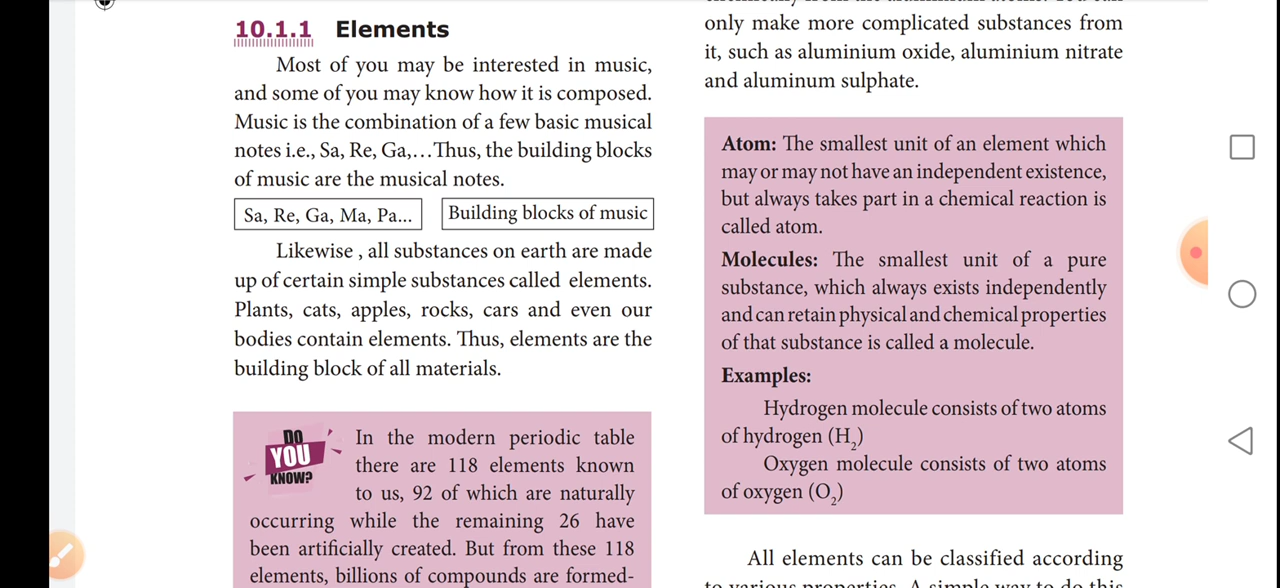 10.1.1 Elements
Most of you may be interested in music,
and some of you may know how it is composed.
Music is the combination of a few basic musical
notes i.e., Sa, Re, Ga,…Thus, the building blocks
of music are the musical notes.
Sa, Re, Ga, Ma, Pa...
Building blocks of music
Likewise , all substances on earth are made
up of certain simple substances called elements.
Plants, cats, apples, rocks, cars and even our
bodies contain elements. Thus, elements are the
building block of all materials.
DO
YOU
KNOW?
In the modern periodic table
there are 118 elements known
to us, 92 of which are naturally
occurring while the remaining 26 have
been artificially created. But from these 118
elements, billions of compounds are formed-
only make more complicated substances from
it, such as aluminium oxide, aluminium nitrate
and aluminum sulphate.
Atom: The smallest unit of an element which
may or may not have an independent existence,
but always takes part in a chemical reaction is
called atom.
Molecules: The smallest unit of a pure
substance, which always exists independently
and can retain physical and chemical properties
of that substance is called a molecule.
Examples:
Hydrogen molecule consists of two atoms
of hydrogen (H₂)
Oxygen molecule consists of two atoms
of oxygen (O₂)
All elements can be classified according
to various properties. A simple way to do this